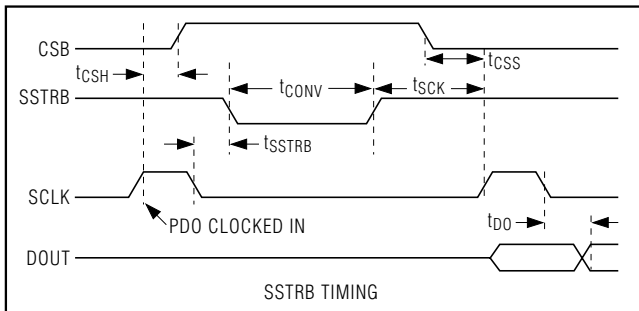 CSB
tCSS
tCSH
SSTRB
tCONV
tSCK
tSSTRB
SCLK
PDO CLOCKED IN
tDO
DOUT
SSTRB TIMING